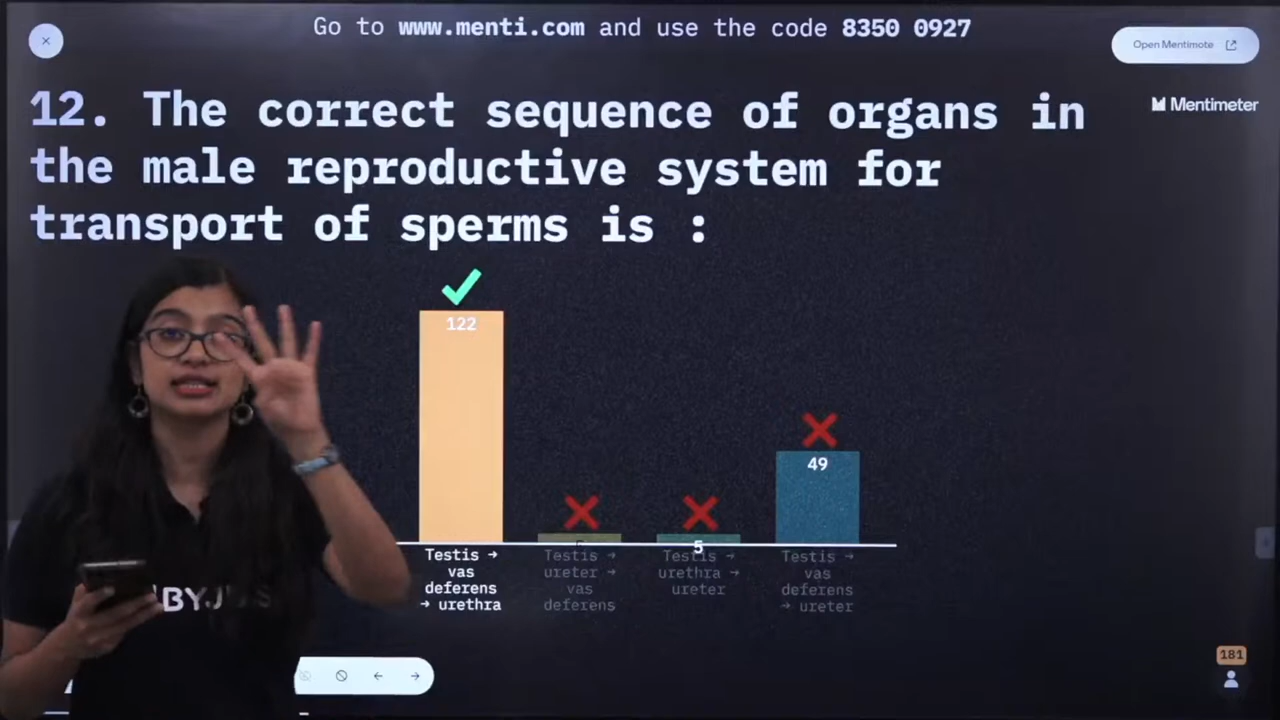 Go to www.menti.com and use the code 8350 0927
Open Mentimote
Mentimeter
12. The correct sequence of organs in
the male reproductive system for
transport of sperms is :
122
49
5
Testis →
vas
deferens
→ urethra
Testis →
ureter →
vas
deferens
Testis →
urethra →
ureter
Testis →
vas
deferens
→ ureter
BYJU'S
181